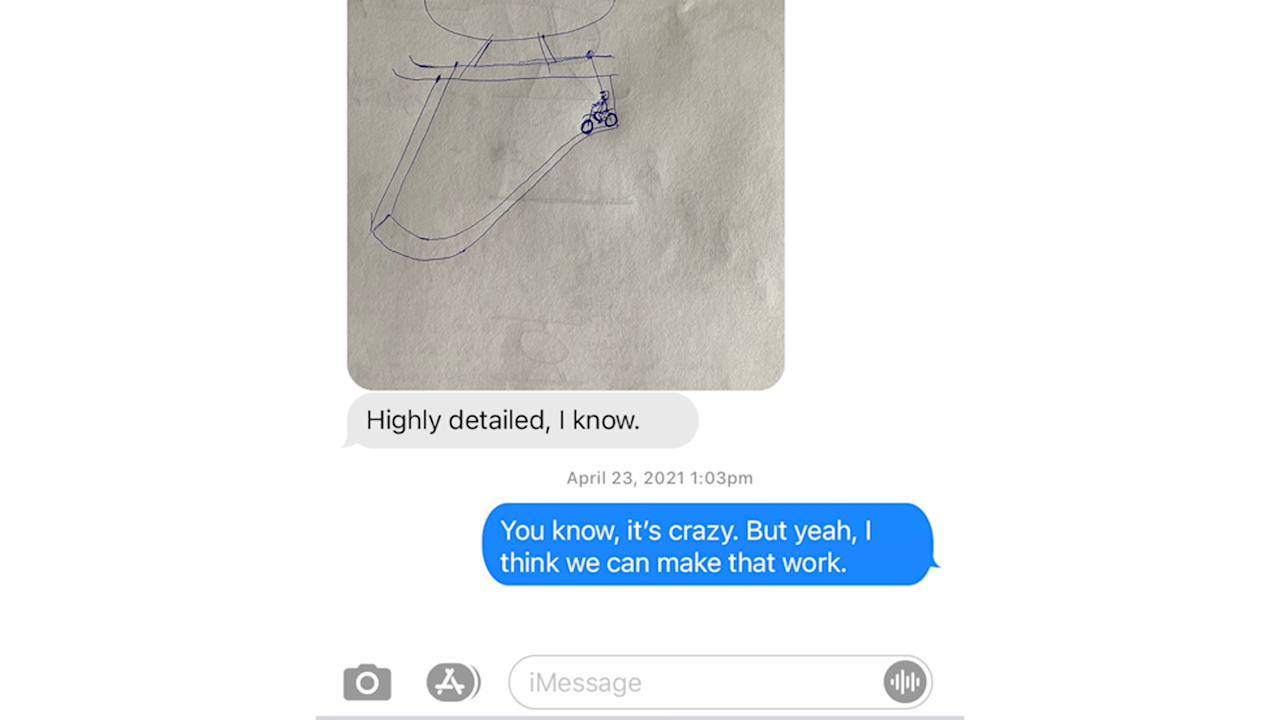 Highly detailed, I know.
April 23, 2021 1:03pm
You know, it’s crazy. But yeah, I
think we can make that work.
iMessage